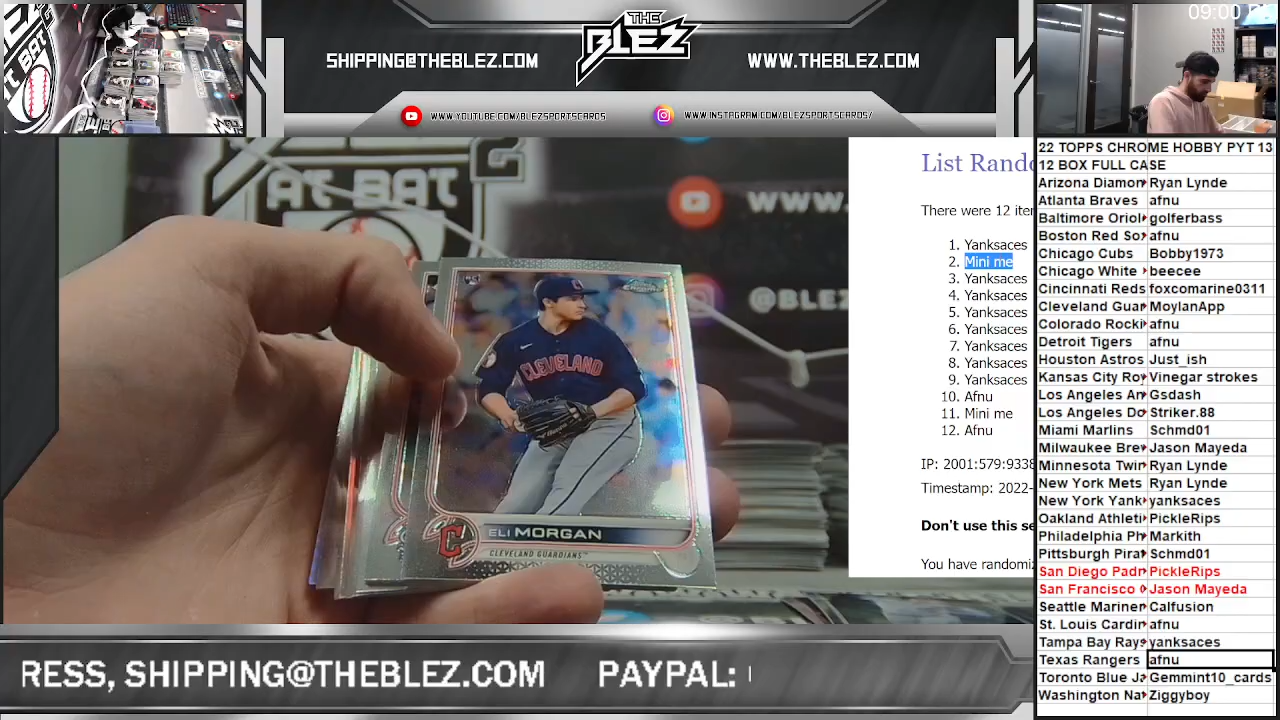 THE
BLEZ
SHIPPING@THEBLEZ.COM
WWW.THEBLEZ.COM
WWW.YOUTUBE.COM/BLEZSPORTSCARDS
WWW.INSTAGRAM.COM/BLEZSPORTSCARDS/
09:00
AT BAT
WWW.
@BLEZ
RC
CLEVELAND
ELI MORGAN
CLEVELAND GUARDIANS™
C
List Rando
There were 12 iter
1. Yanksaces
2. Mini me
3. Yanksaces
4. Yanksaces
5. Yanksaces
6. Yanksaces
7. Yanksaces
8. Yanksaces
9. Yanksaces
10. Afnu
11. Mini me
12. Afnu
IP: 2001:579:9338
Timestamp: 2022-
Don't use this se
You have randomiz
22 TOPPS CHROME HOBBY PYT 13
12 BOX FULL CASE
Arizona Diamon Ryan Lynde
Atlanta Braves afnu
Baltimore Oriol golferbass
Boston Red So afnu
Chicago Cubs Bobby1973
Chicago White beecee
Cincinnati Reds foxcomarine0311
Cleveland Guar MoylanApp
Colorado Rocki afnu
Detroit Tigers afnu
Houston Astros Just_ish
Kansas City Roy Vinegar strokes
Los Angeles An Gsdash
Los Angeles Do Striker.88
Miami Marlins Schmd01
Milwaukee Bre Jason Mayeda
Minnesota Twin Ryan Lynde
New York Mets Ryan Lynde
New York Yank yanksaces
Oakland Athleti PickleRips
Philadelphia Ph Markith
Pittsburgh Pirat Schmd01
San Diego Padr PickleRips
San Francisco G Jason Mayeda
Seattle Mariner Calfusion
St. Louis Cardin afnu
Tampa Bay Ray yanksaces
Texas Rangers afnu
Toronto Blue Ja Gemmint10_cards
Washington Na Ziggyboy
RESS, SHIPPING@THEBLEZ.COM PAYPAL: